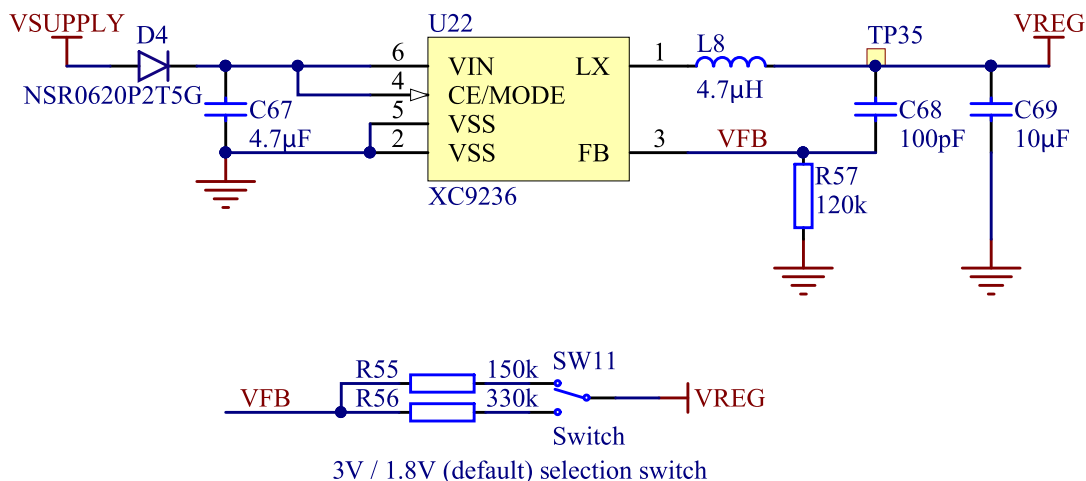 VSUPPLY
D4
NSR0620P2T5G
C67
4.7µF
U22
6
4
5
2
VIN
CE/MODE
VSS
VSS
LX
FB
XC9236
1
3
L8
4.7µH
VFB
TP35
VREG
C68
100pF
C69
10µF
R57
120k
VFB
R55
150k
R56
330k
SW11
Switch
VREG
3V / 1.8V (default) selection switch